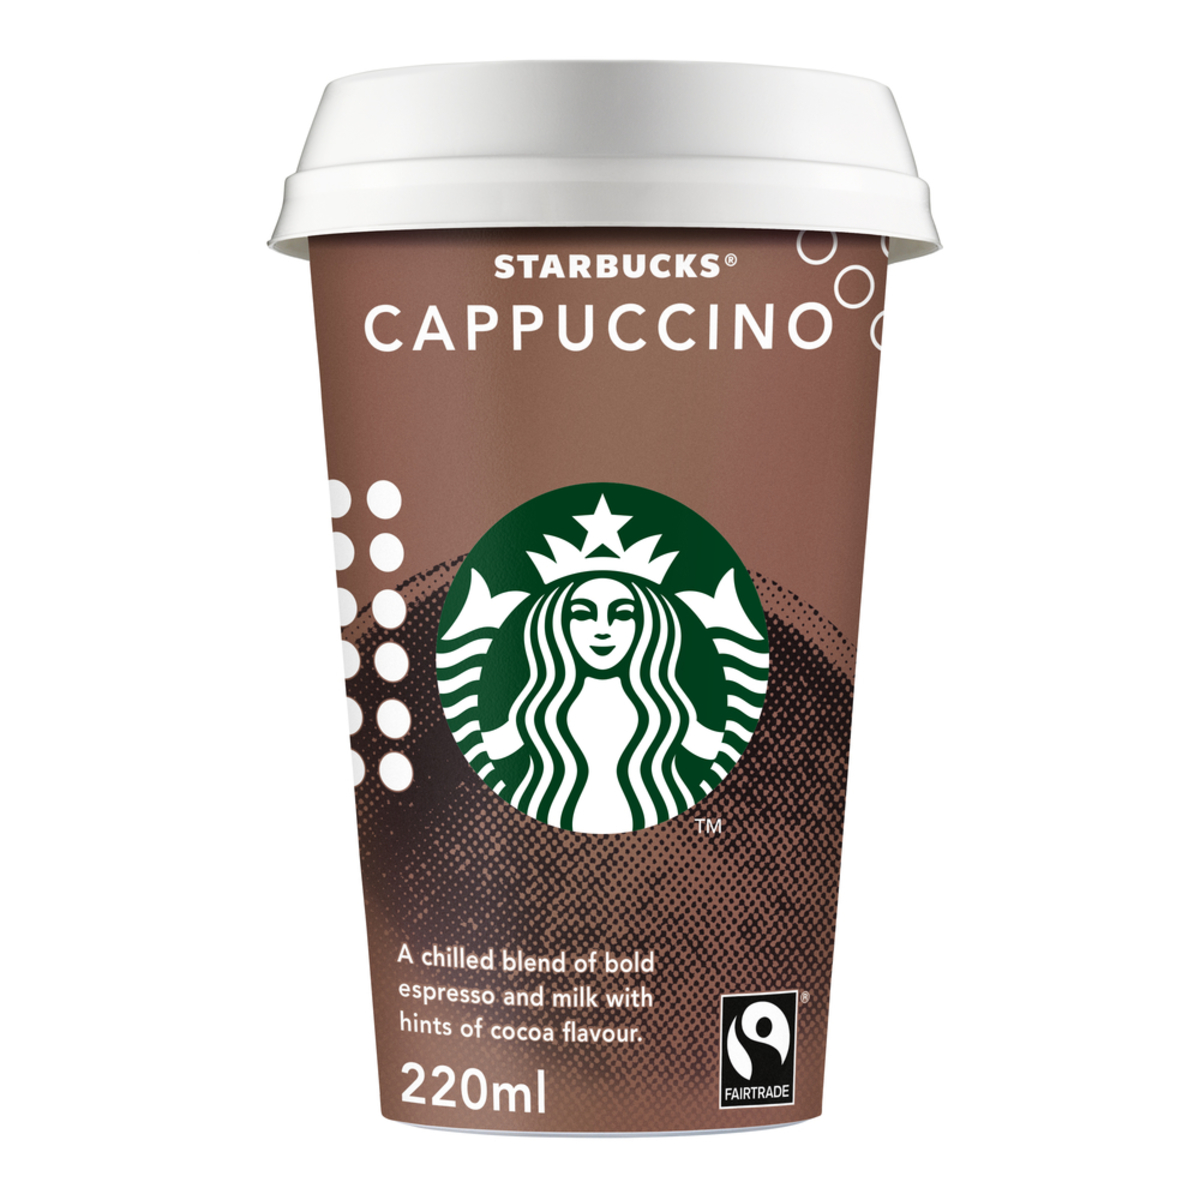 STARBUCKS®
CAPPUCCINO
TM
A chilled blend of bold
espresso and milk with
hints of cocoa flavour.
220ml
®
FAIRTRADE